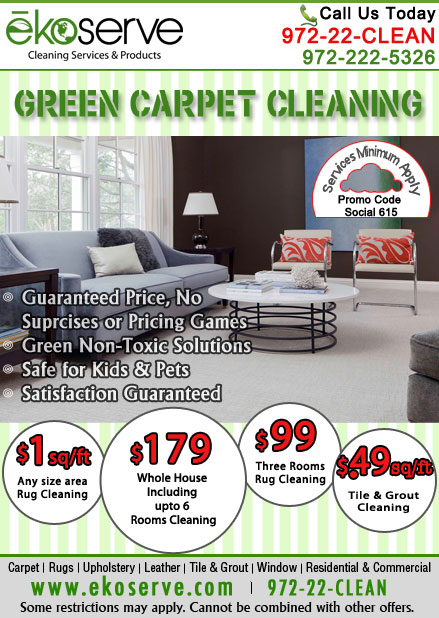 ēkoserve
Cleaning Services & Products
Call Us Today
972-22-CLEAN
972-222-5326
GREEN CARPET CLEANING
Services Minimum Apply
Promo Code
Social 615
Guaranteed Price, No
Suprcises or Pricing Games
Green Non-Toxic Solutions
Safe for Kids & Pets
Satisfaction Guaranteed
$1 sq/ft
Any size area
Rug Cleaning
$179
Whole House
Including
upto 6
Rooms Cleaning
$99
Three Rooms
Rug Cleaning
$.49 sq/ft
Tile & Grout
Cleaning
Carpet | Rugs | Upholstery | Leather | Tile & Grout | Window | Residential & Commercial
www.ekoserve.com | 972-22-CLEAN
Some restrictions may apply. Cannot be combined with other offers.